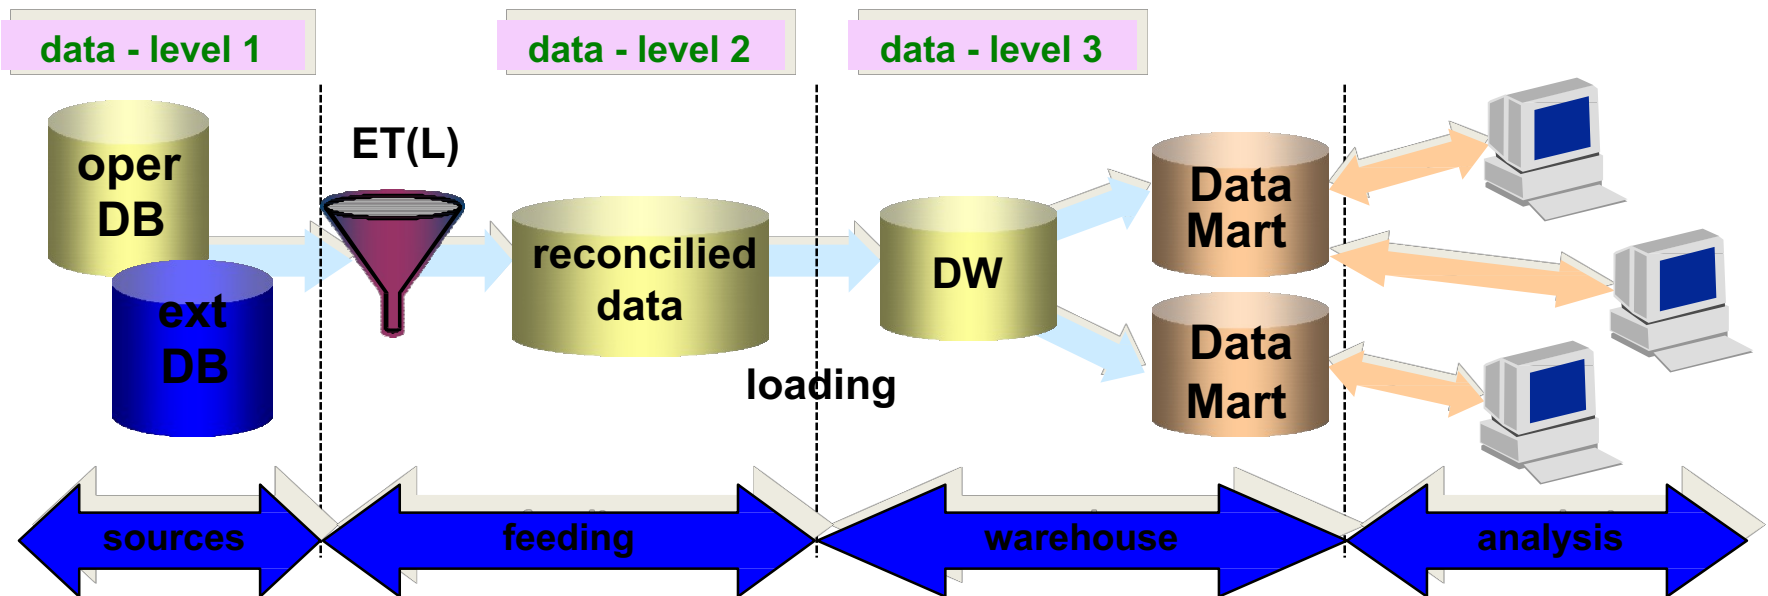 data - level 1
data - level 2
data - level 3
oper
DB
ext
DB
ET(L)
reconcilied
data
loading
DW
Data
Mart
Data
Mart
sources
feeding
warehouse
analysis